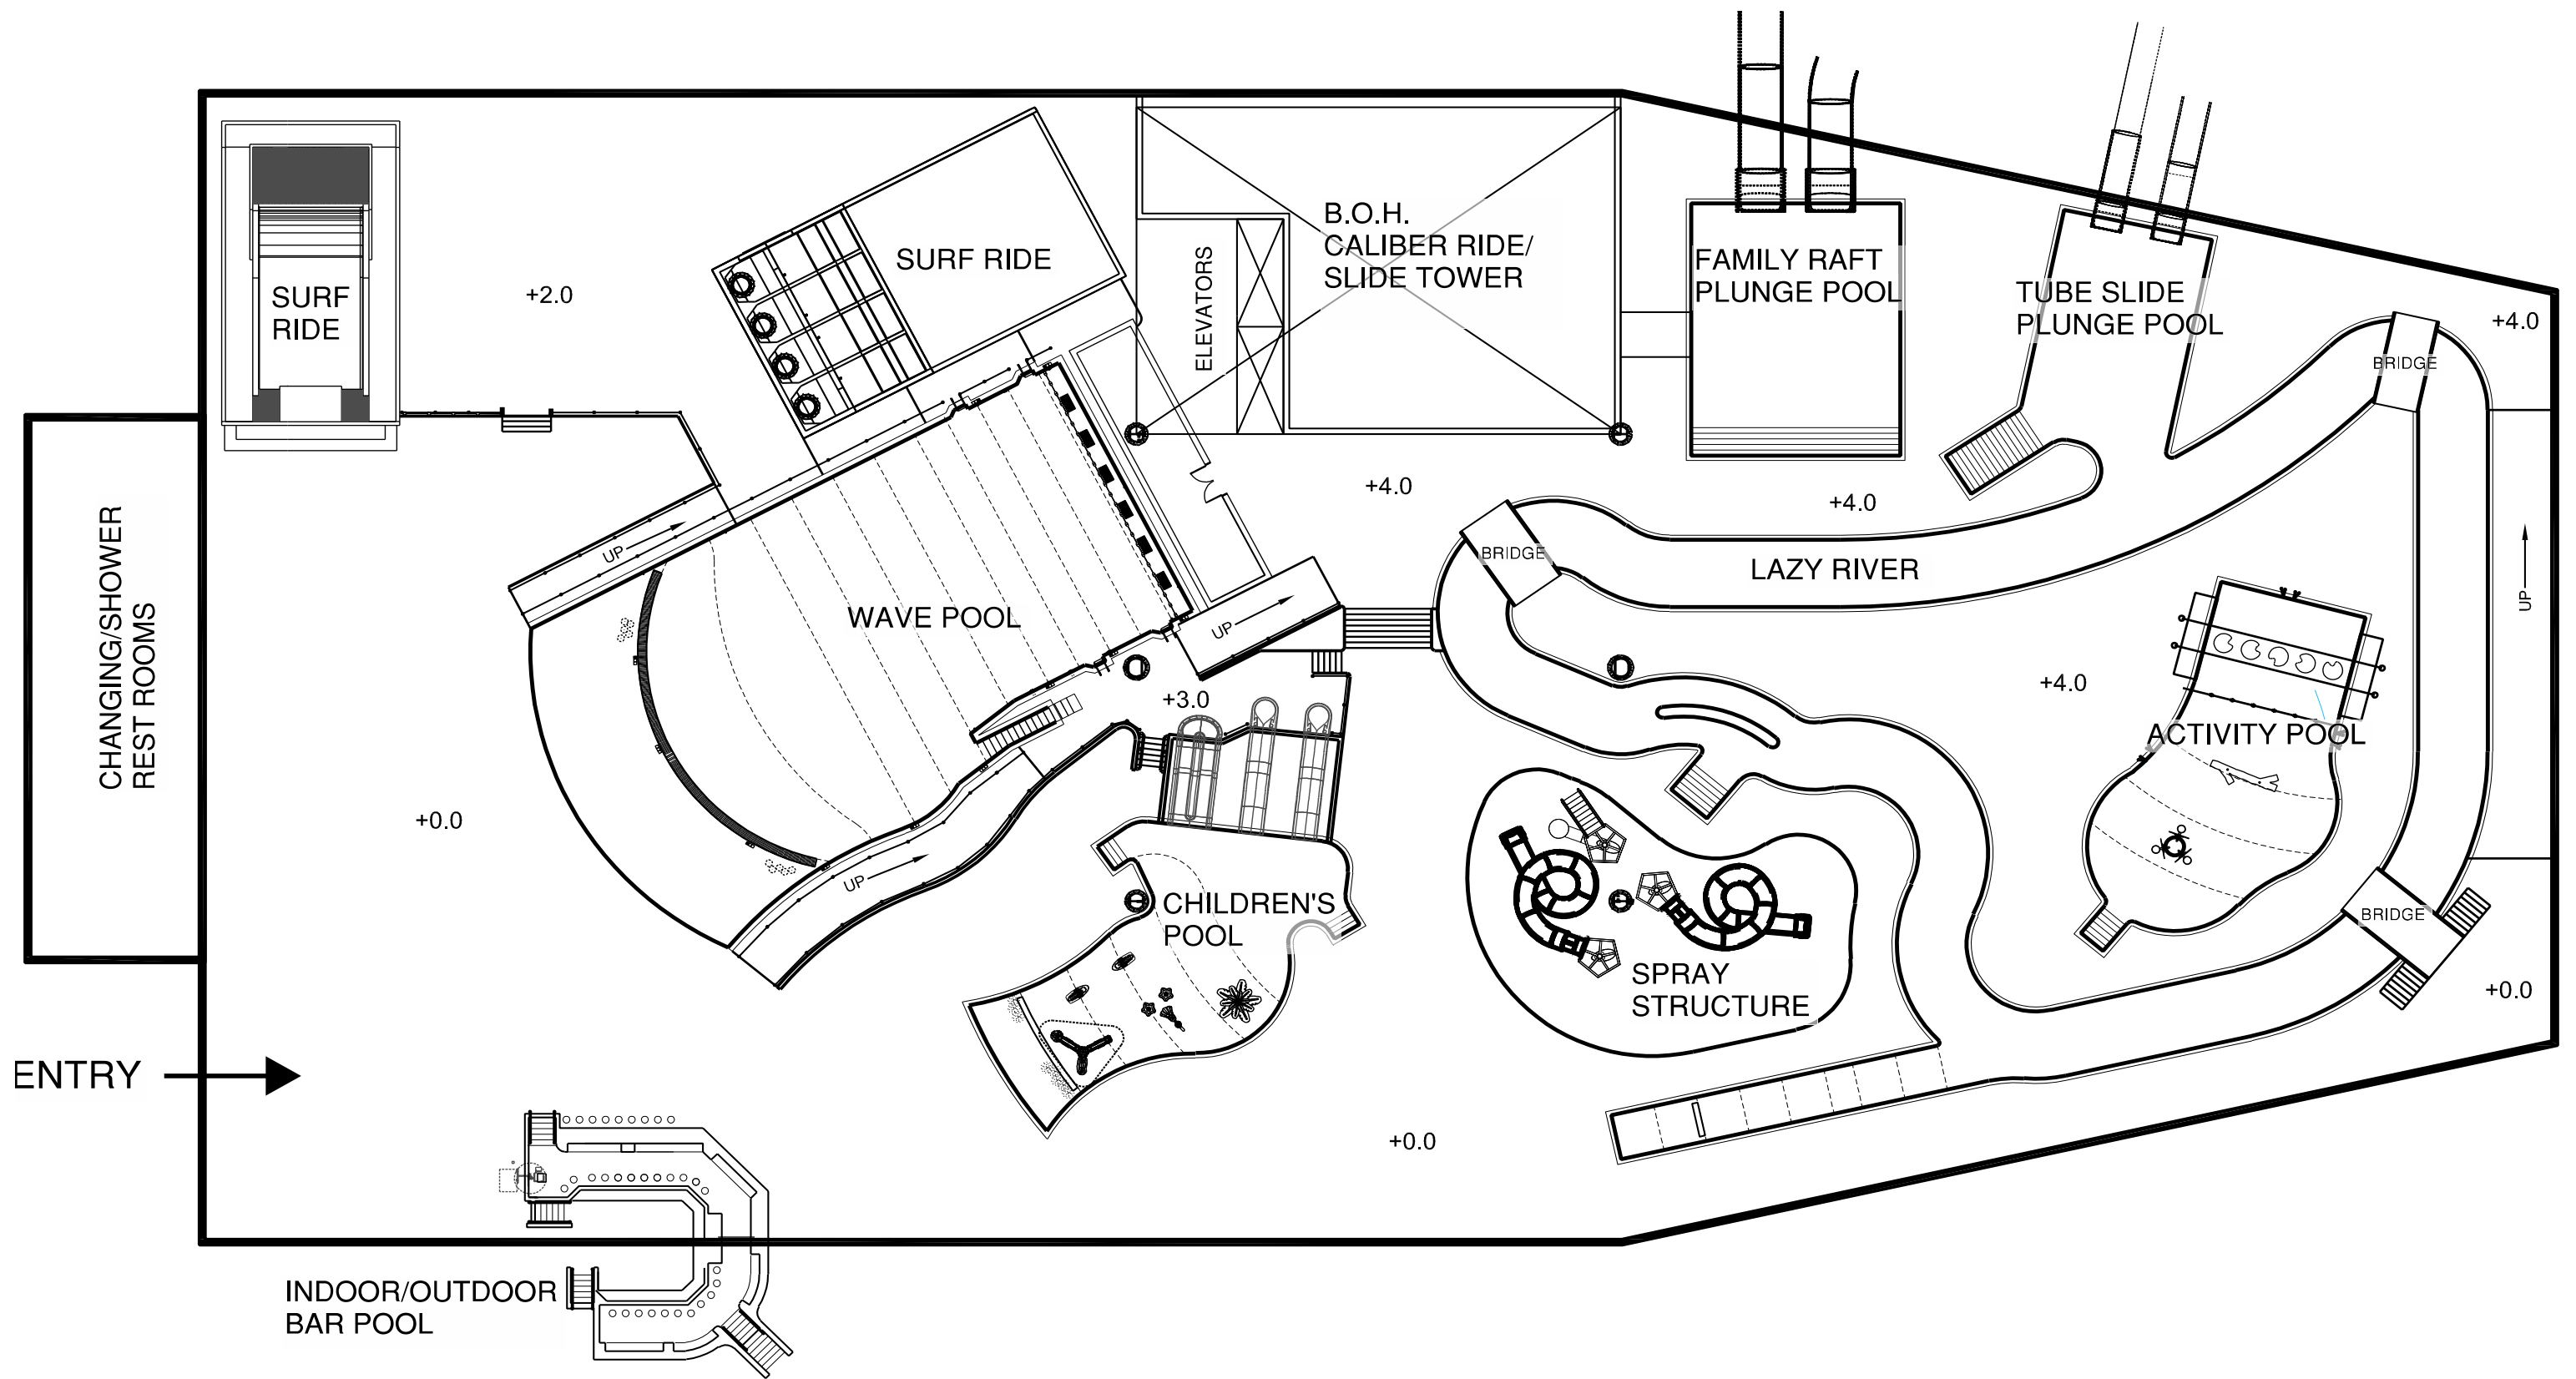 SURF
RIDE
+2.0
SURF RIDE
ELEVATORS
B.O.H.
CALIBER RIDE/
SLIDE TOWER
FAMILY RAFT
PLUNGE POOL
TUBE SLIDE
PLUNGE POOL
+4.0
BRIDGE
+4.0
+4.0
UP
BRIDGE
LAZY RIVER
CHANGING/SHOWER
REST ROOMS
WAVE POOL
UP
UP
+3.0
+4.0
ACTIVITY POOL
+0.0
UP
CHILDREN'S
POOL
BRIDGE
SPRAY
STRUCTURE
+0.0
ENTRY
+0.0
INDOOR/OUTDOOR
BAR POOL